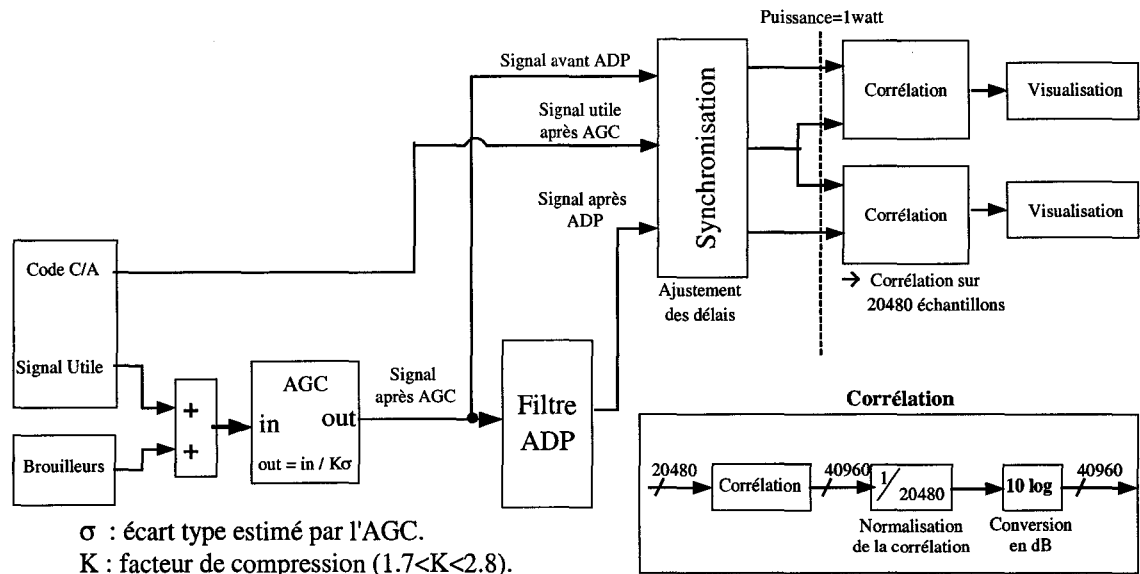 Puissance=1watt
Signal avant ADP
Signal utile
après AGC
Signal après
ADP
Synchronisation
Ajustement
des délais
Corrélation
Visualisation
Corrélation
Visualisation
→ Corrélation sur
20480 échantillons
Code C/A
Signal Utile
Brouilleurs
+
+
AGC
in
out
out = in / Kσ
Signal
après AGC
Filtre
ADP
σ : écart type estimé par l'AGC.
K : facteur de compression (1.7<K<2.8).
Corrélation
20480
Corrélation
40960
1/20480
10 log
40960
Normalisation
de la corrélation
Conversion
en dB